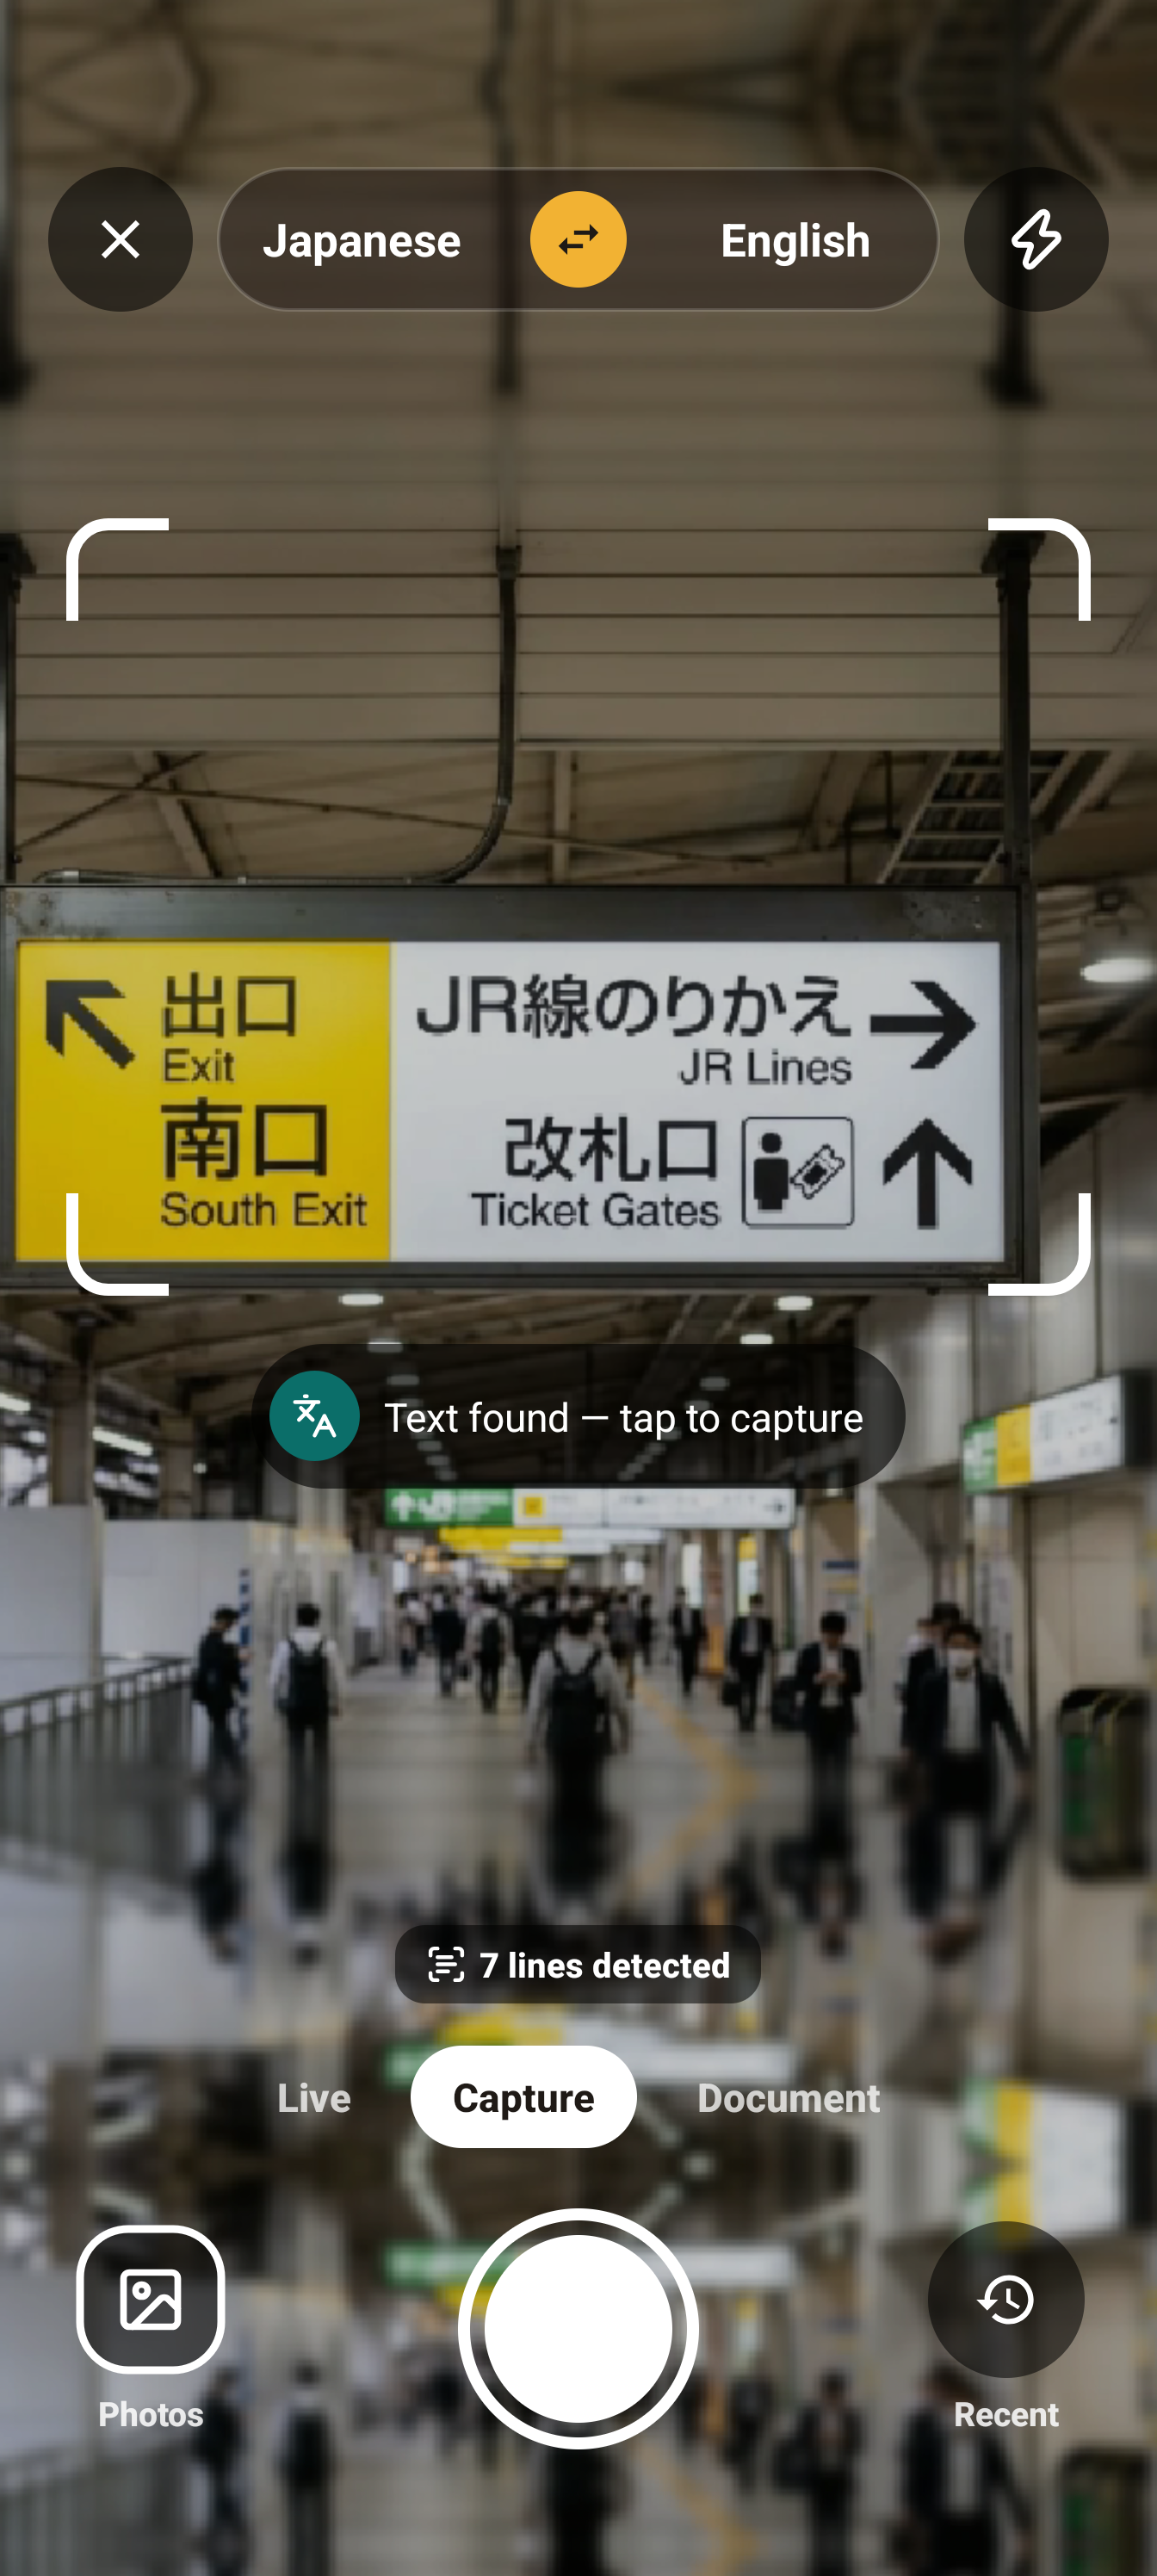 Japanese
English
出口
Exit
南口
South Exit
JR線のりかえ
JR Lines
改札口
Ticket Gates
Text found — tap to capture
7 lines detected
Live
Capture
Document
Photos
Recent